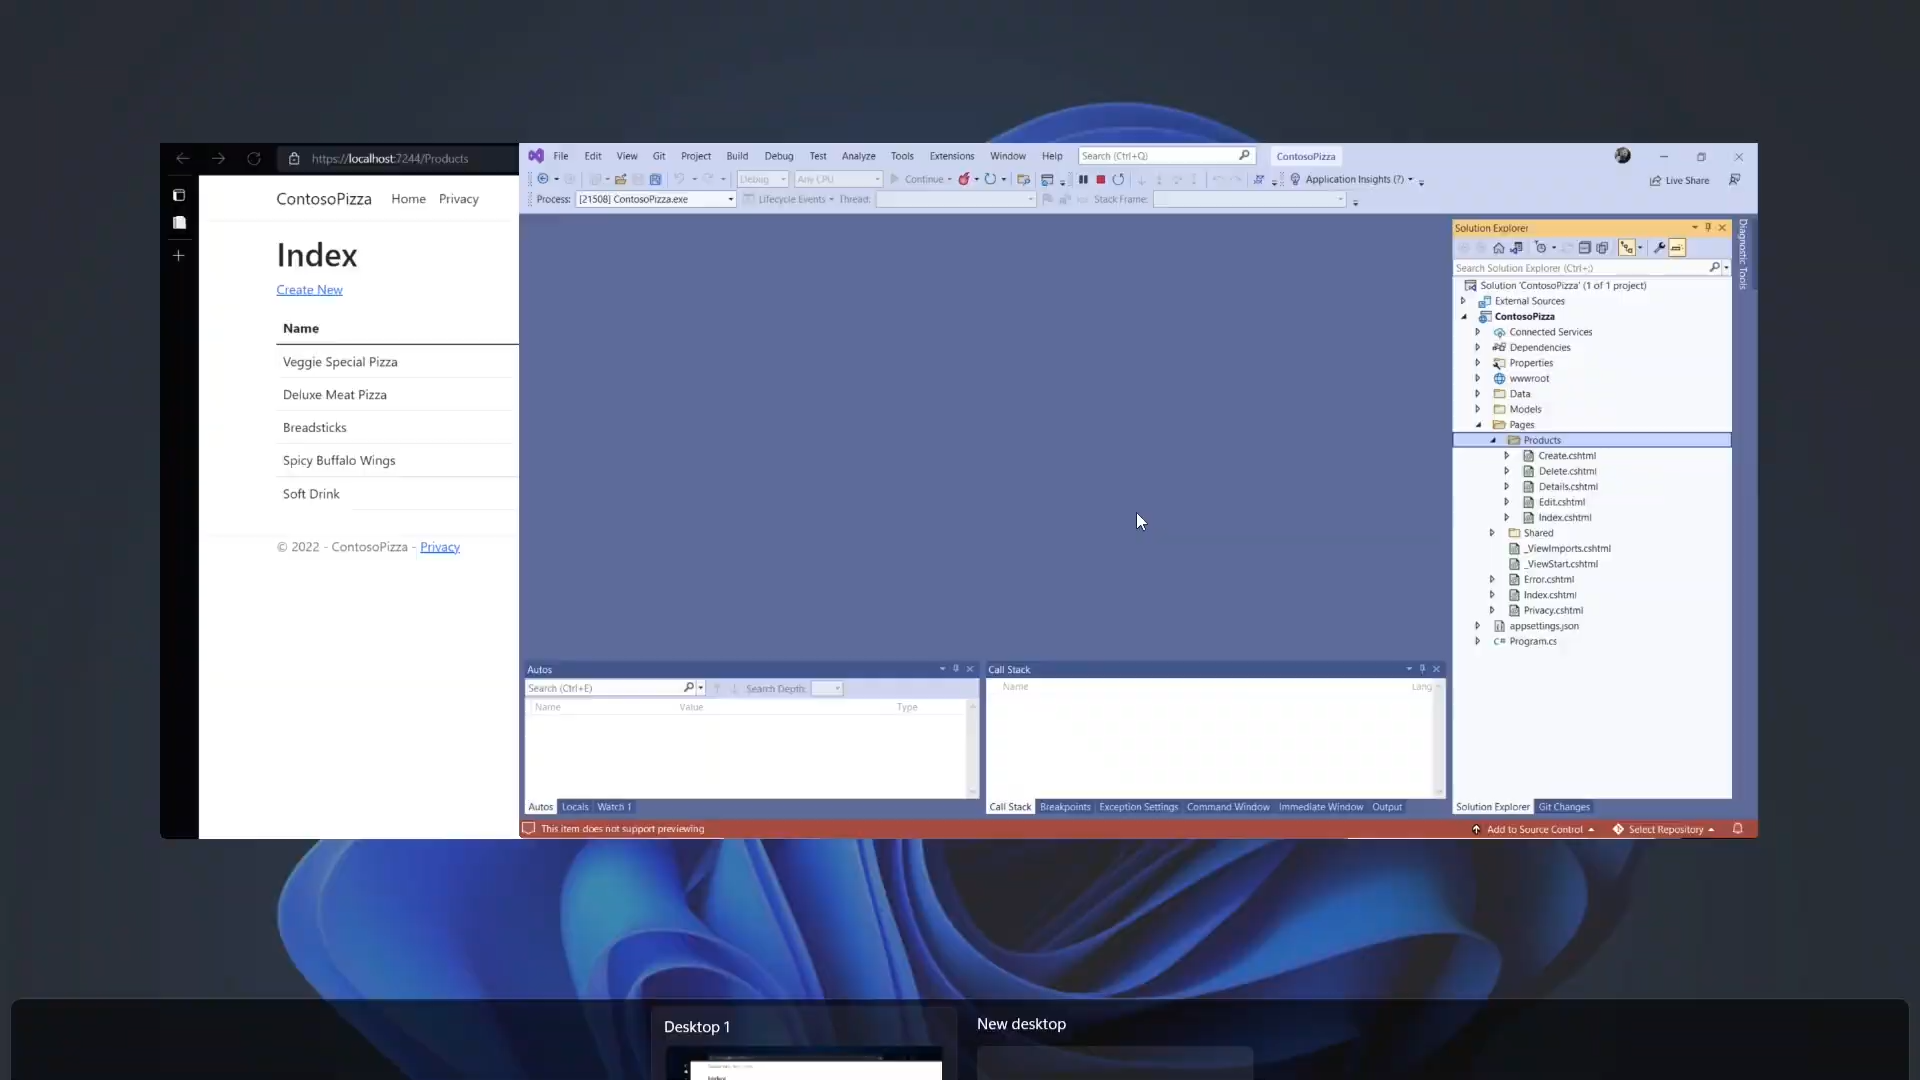 https://localhost:7244/Products
ContosoPizza Home Privacy
Index
Create New
Name
Veggie Special Pizza
Deluxe Meat Pizza
Breadsticks
Spicy Buffalo Wings
Soft Drink
© 2022 - ContosoPizza - Privacy
File Edit View Git Project Build Debug Test Analyze Tools Extensions Window Help Search (Ctrl+Q) ContosoPizza
Debug Any CPU Continue Application Insights (?) Live Share
Process: [21508] ContosoPizza.exe Lifecycle Events Thread: Stack Frame:
Solution Explorer
Search Solution Explorer (Ctrl+;)
Solution 'ContosoPizza' (1 of 1 project)
External Sources
ContosoPizza
Connected Services
Dependencies
Properties
wwwroot
Data
Models
Pages
Products
Create.cshtml
Delete.cshtml
Details.cshtml
Edit.cshtml
Index.cshtml
Shared
_ViewImports.cshtml
_ViewStart.cshtml
Error.cshtml
Index.cshtml
Privacy.cshtml
appsettings.json
C# Program.cs
Solution Explorer Git Changes
Diagnostic Tools
Autos
Search (Ctrl+E) Search Depth:
Name Value Type
Autos Locals Watch 1
Call Stack
Name Lang
Call Stack Breakpoints Exception Settings Command Window Immediate Window Output
This item does not support previewing
Add to Source Control Select Repository
Desktop 1
New desktop